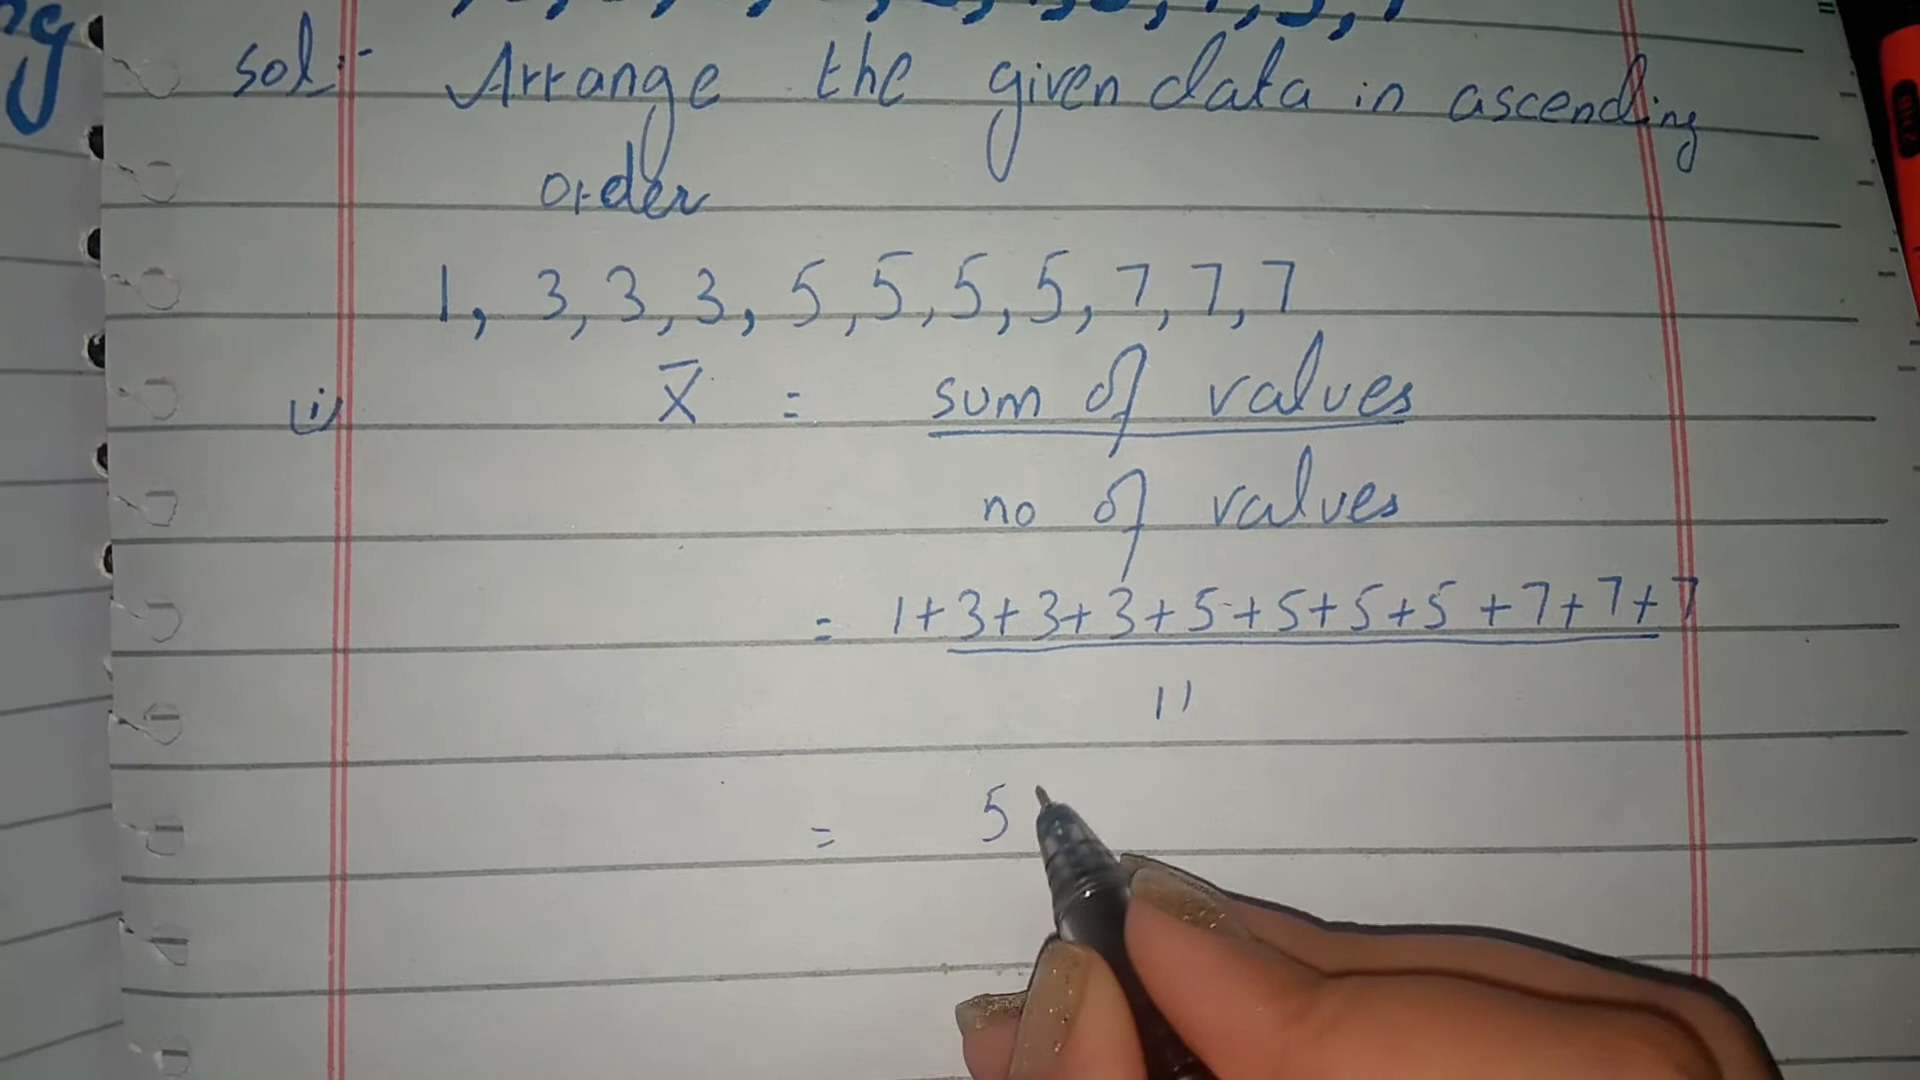 sol:- Arrange the given data in ascending
order
1, 3, 3, 3, 5, 5, 5, 5, 7, 7, 7
(i) X̅ = sum of values
no of values
= 1+3+3+3+5+5+5+5+7+7+7
11
= 5